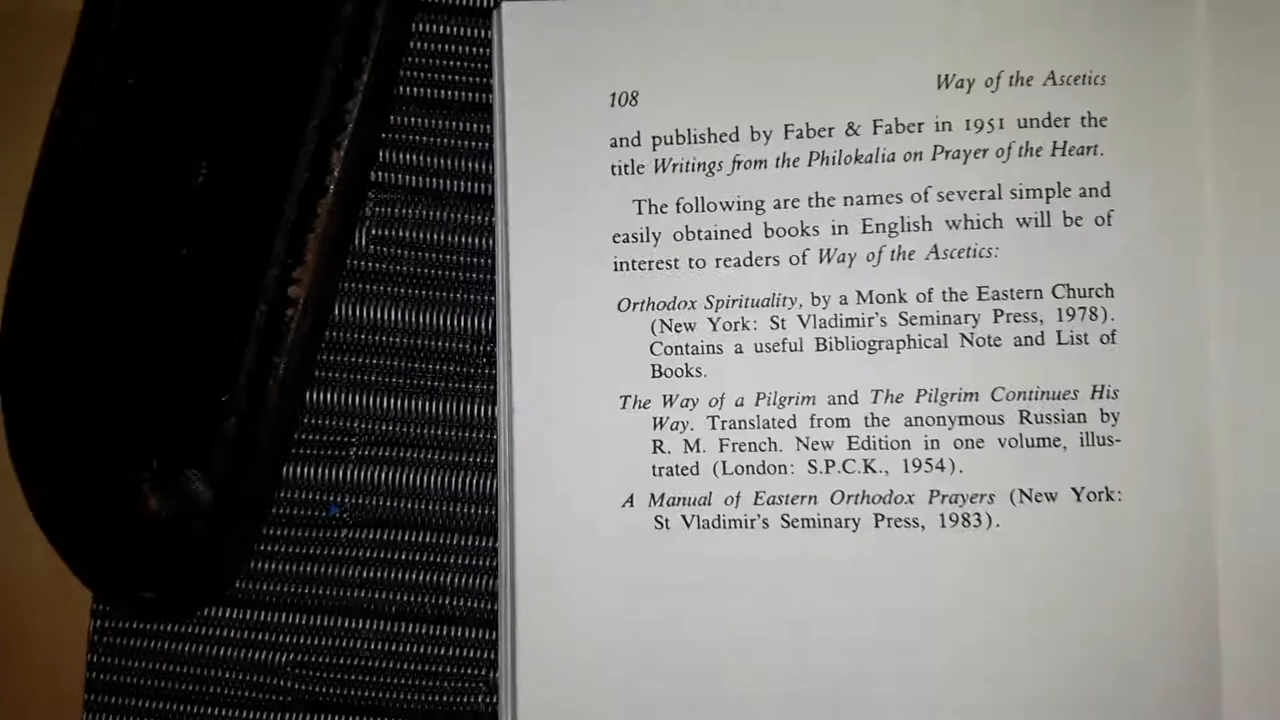 108 Way of the Ascetics
and published by Faber & Faber in 1951 under the
title Writings from the Philokalia on Prayer of the Heart.
The following are the names of several simple and
easily obtained books in English which will be of
interest to readers of Way of the Ascetics:
Orthodox Spirituality, by a Monk of the Eastern Church
(New York: St Vladimir's Seminary Press, 1978).
Contains a useful Bibliographical Note and List of
Books.
The Way of a Pilgrim and The Pilgrim Continues His
Way. Translated from the anonymous Russian by
R. M. French. New Edition in one volume, illus-
trated (London: S.P.C.K., 1954).
A Manual of Eastern Orthodox Prayers (New York:
St Vladimir's Seminary Press, 1983).